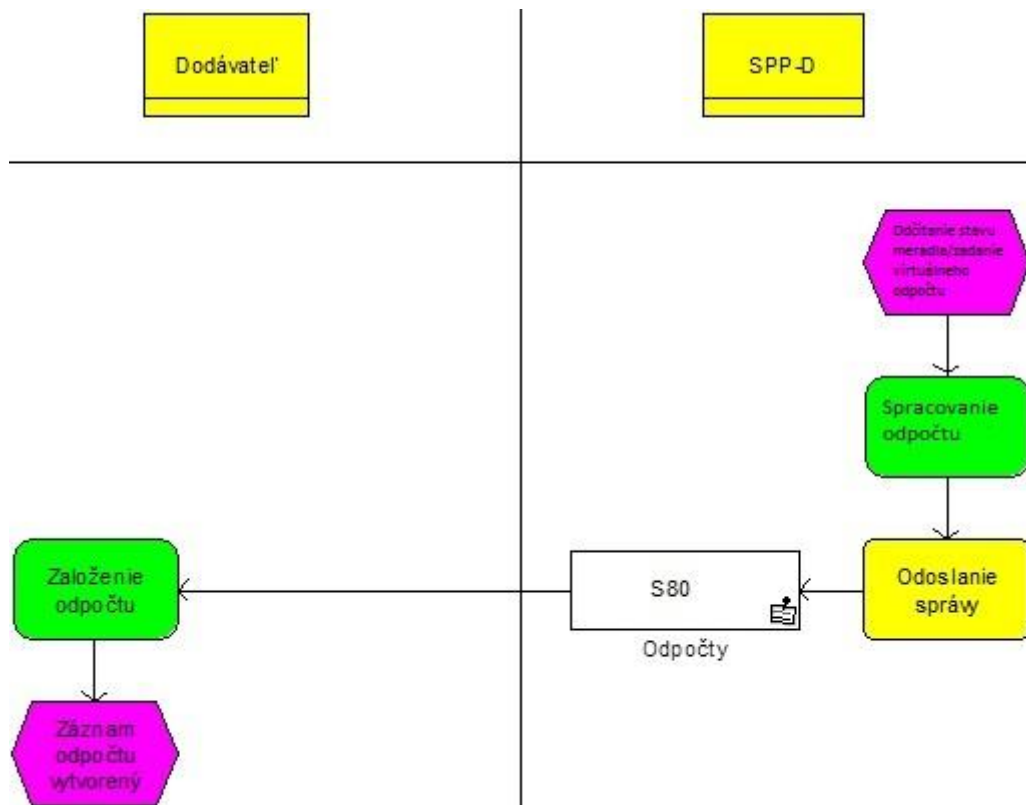 Dodávateľ
SPP-D
Odčítanie stavu
meradla/zadanie
virtuálneho
odpočtu
Spracovanie
odpočtu
Odoslanie
správy
S80
Odpočty
Založenie
odpočtu
Záznam
odpočtu
vytvorený